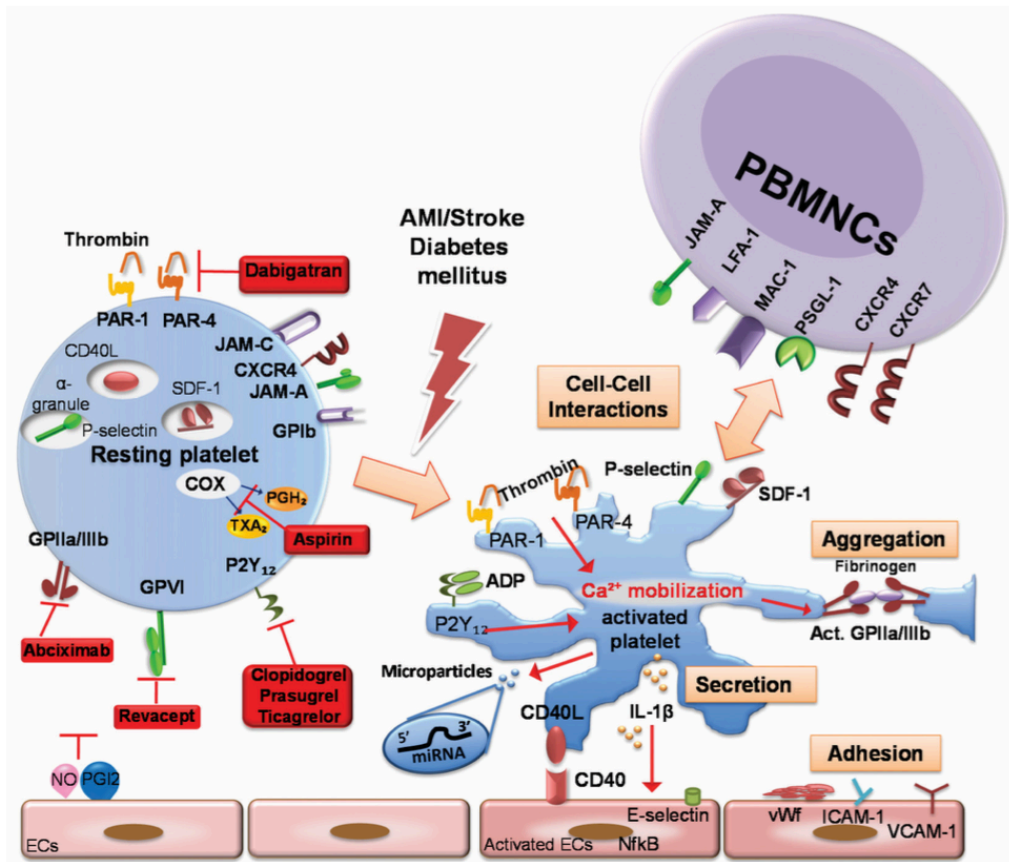 PBMNCs
JAM-A
LFA-1
MAC-1
PSGL-1
CXCR4
CXCR7
AMI/Stroke
Diabetes
mellitus
Thrombin
Dabigatran
PAR-1
PAR-4
JAM-C
CXCR4
JAM-A
GPIb
CD40L
α-
granule
SDF-1
P-selectin
Resting platelet
COX
PGH₂
TXA₂
Aspirin
GPIIa/IIIb
GPVI
P2Y₁₂
Abciximab
Revacept
Clopidogrel
Prasugrel
Ticagrelor
NO
PGI2
ECs
Cell-Cell
Interactions
Thrombin
P-selectin
SDF-1
PAR-1
PAR-4
ADP
P2Y₁₂
Ca²⁺ mobilization
activated
platelet
Aggregation
Fibrinogen
Act. GPIIa/IIIb
Microparticles
5’
3’
miRNA
Secretion
CD40L
IL-1β
CD40
Adhesion
E-selectin
Activated ECs
NfkB
vWf
ICAM-1
VCAM-1